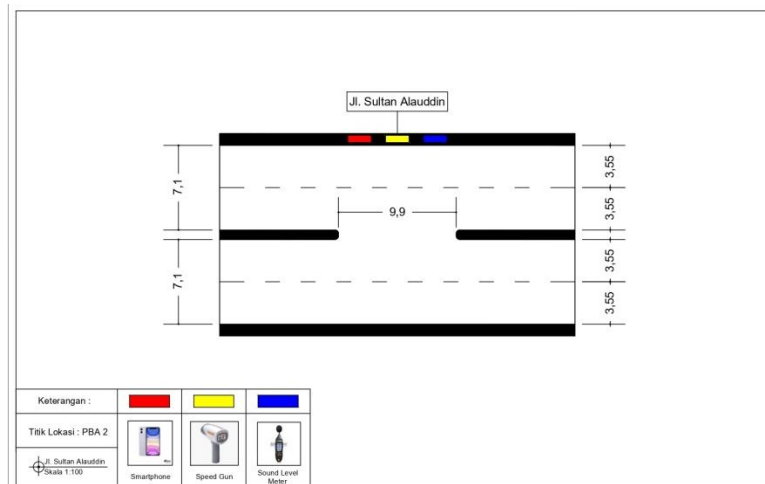 Jl. Sultan Alauddin
7,1
3,55
3,55
9,9
7,1
3,55
3,55
Keterangan :
Titik Lokasi : PBA 2
Jl. Sultan Alauddin
Skala 1:100
Smartphone
Speed Gun
Sound Level
Meter